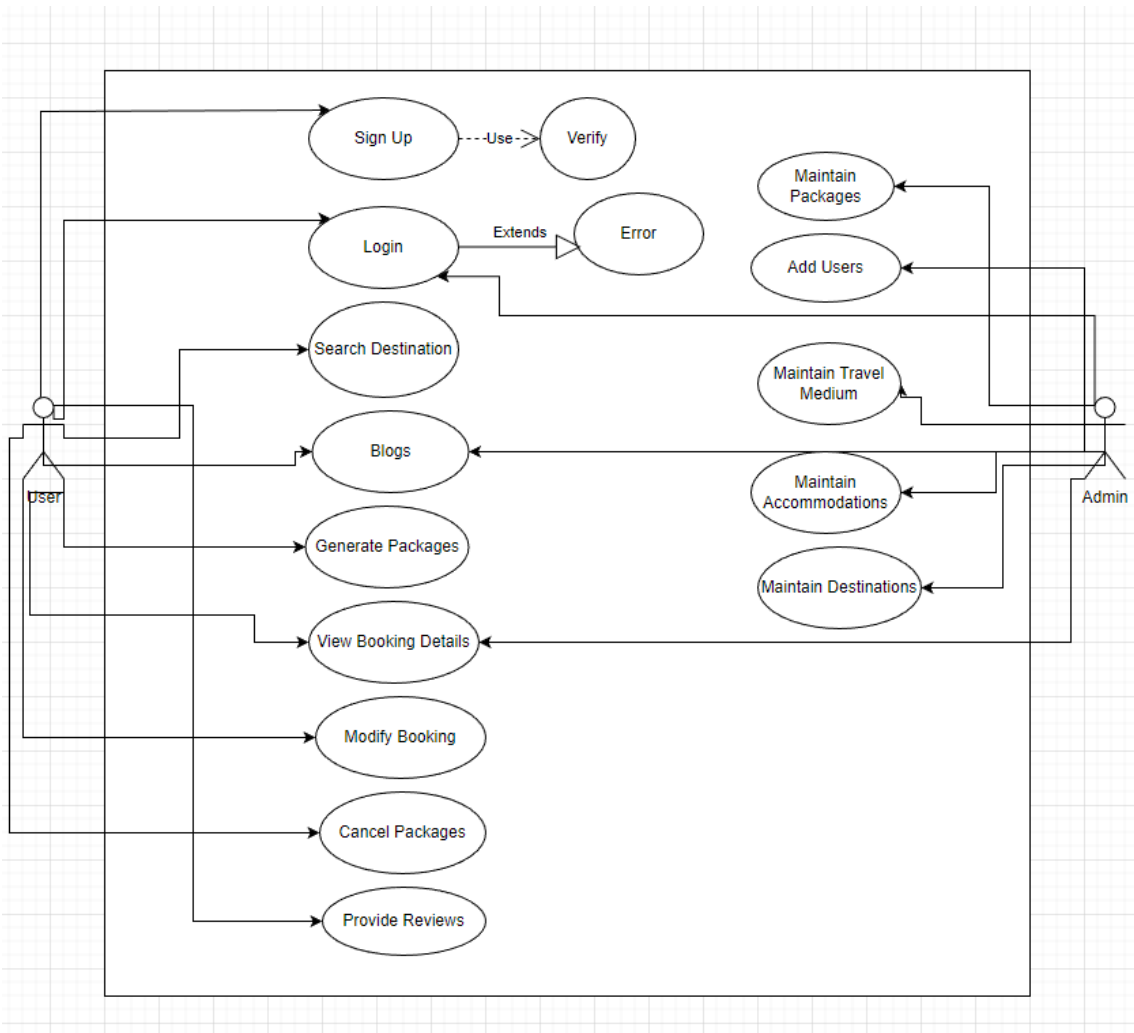 Sign Up
Use
Verify
Maintain
Packages
Extends
Error
Login
Add Users
Search Destination
Maintain Travel
Medium
Blogs
Maintain
Accommodations
User
Admin
Generate Packages
Maintain Destinations
View Booking Details
Modify Booking
Cancel Packages
Provide Reviews